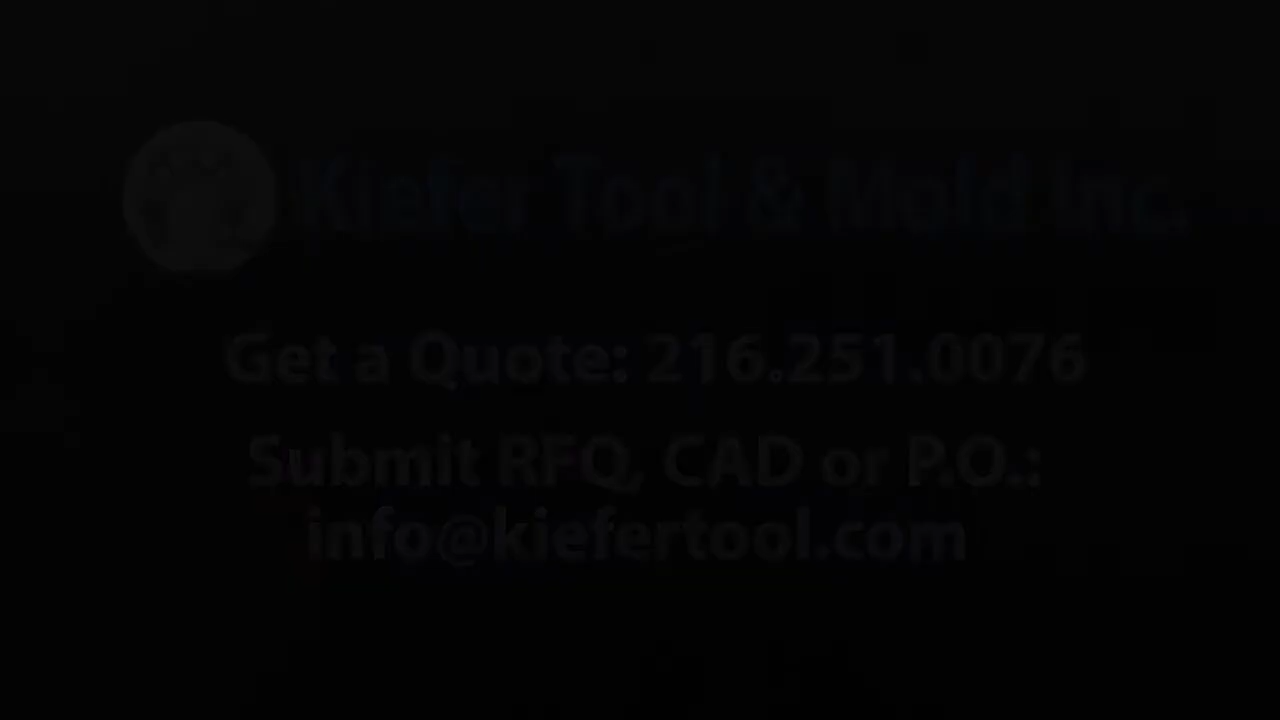 Kiefer Tool & Mold Inc.
Get a Quote: 216.251.0076
Submit RFQ, CAD or P.O.:
info@kiefertool.com